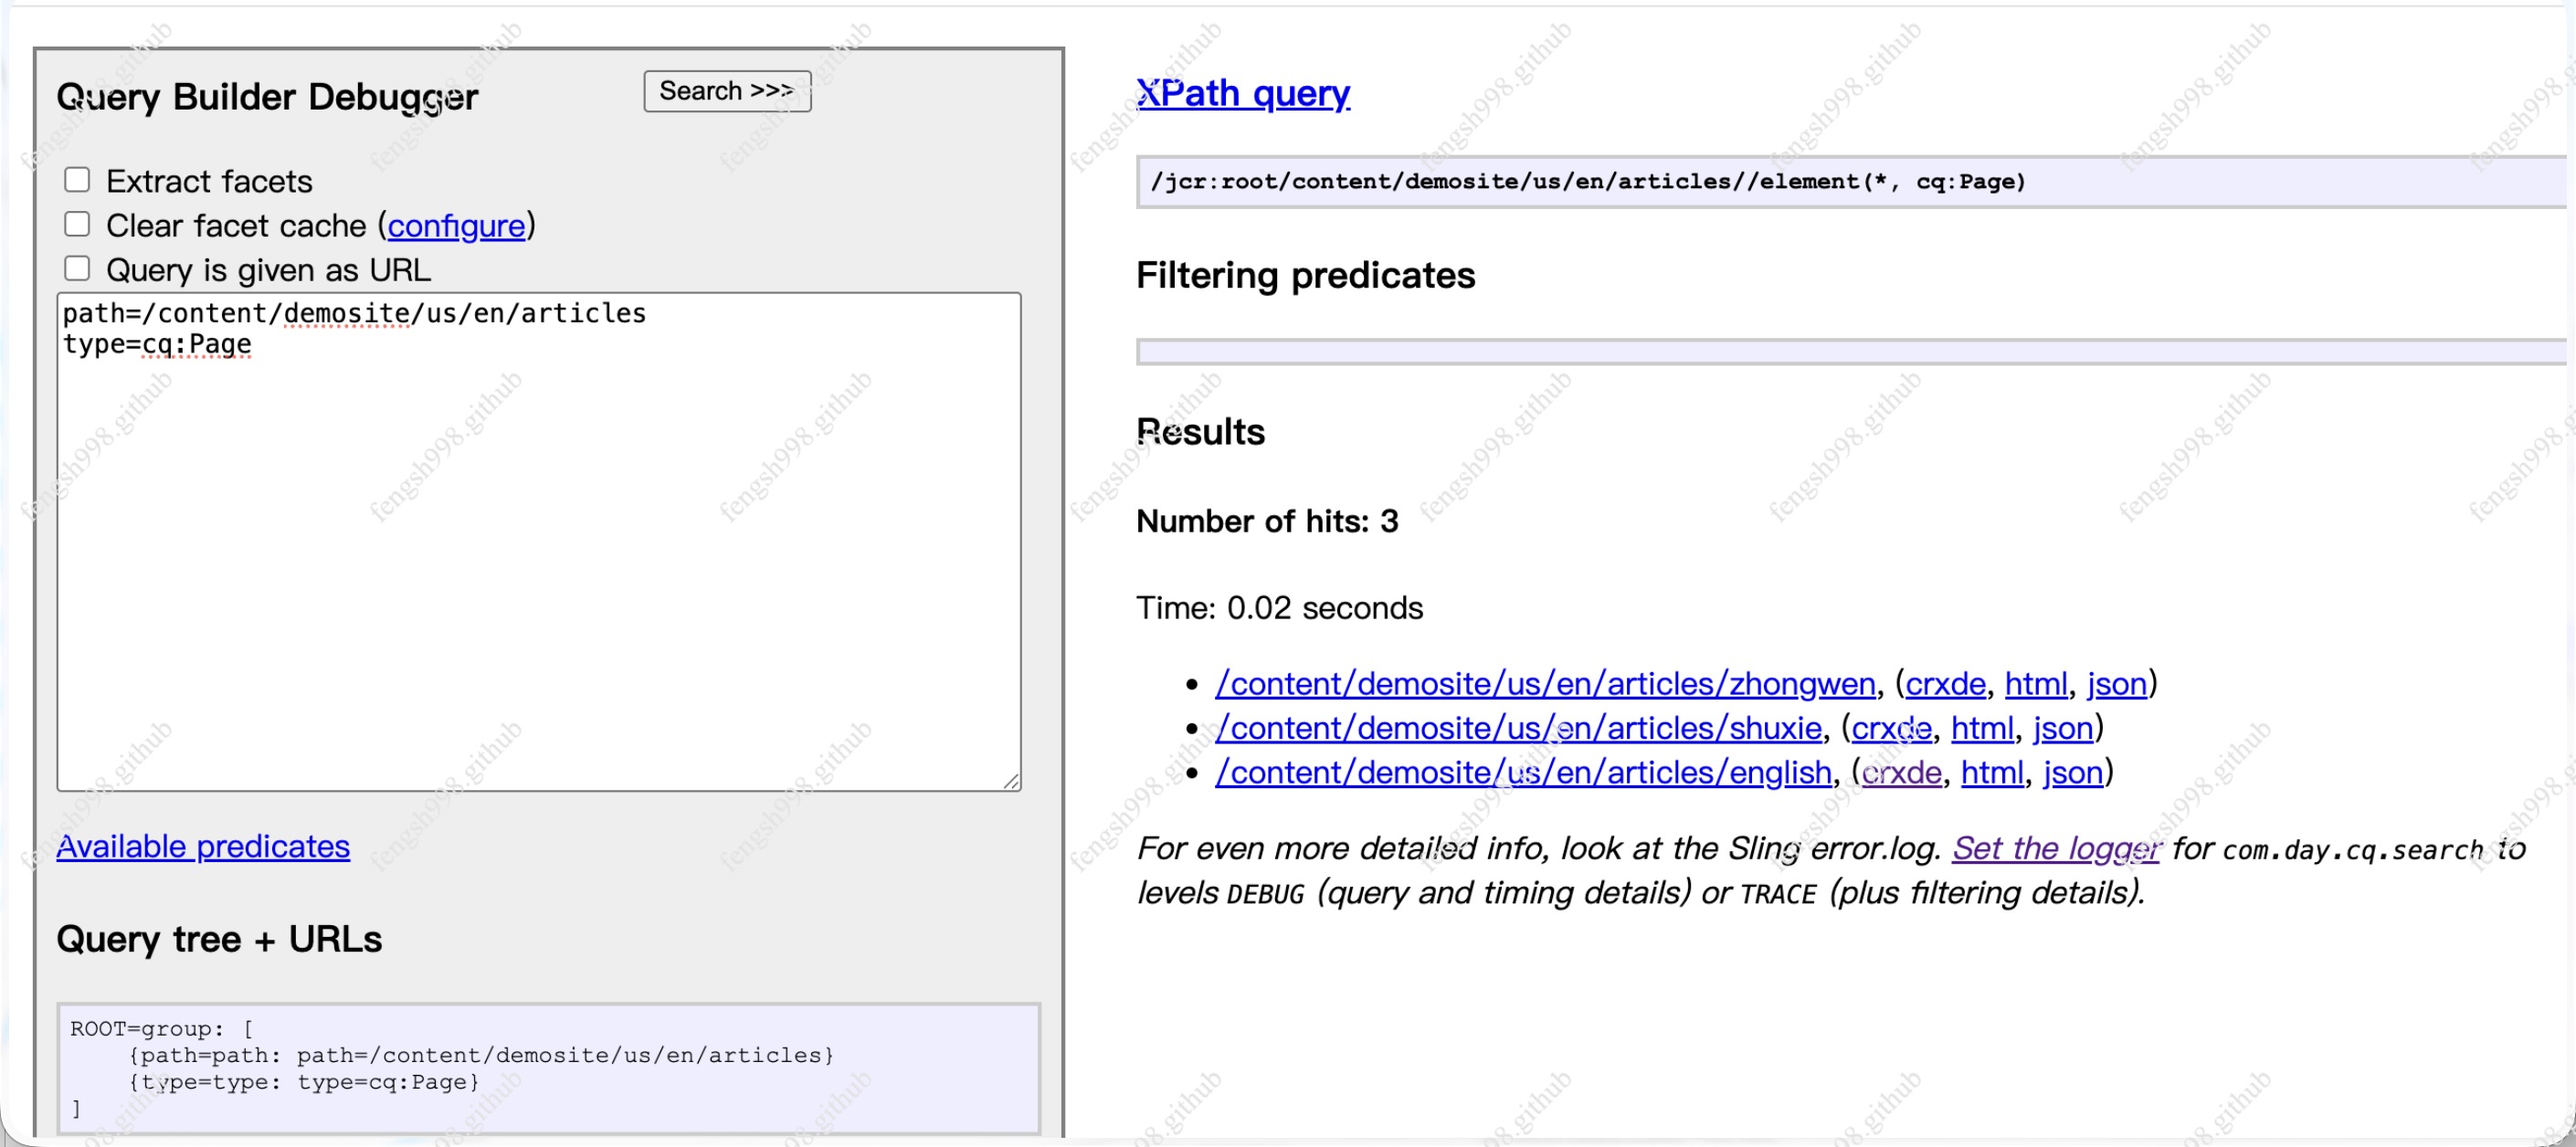 Query Builder Debugger
Search >>>
Extract facets
Clear facet cache (configure)
Query is given as URL
path=/content/demosite/us/en/articles
type=cq:Page
Available predicates
Query tree + URLs
ROOT=group: [
    {path=path: path=/content/demosite/us/en/articles}
    {type=type: type=cq:Page}
]
XPath query
/jcr:root/content/demosite/us/en/articles//element(*, cq:Page)
Filtering predicates
Results
Number of hits: 3
Time: 0.02 seconds
• /content/demosite/us/en/articles/zhongwen, (crxde, html, json)
• /content/demosite/us/en/articles/shuxie, (crxde, html, json)
• /content/demosite/us/en/articles/english, (crxde, html, json)
For even more detailed info, look at the Sling error.log. Set the logger for com.day.cq.search to
levels DEBUG (query and timing details) or TRACE (plus filtering details).
fengsh998.github